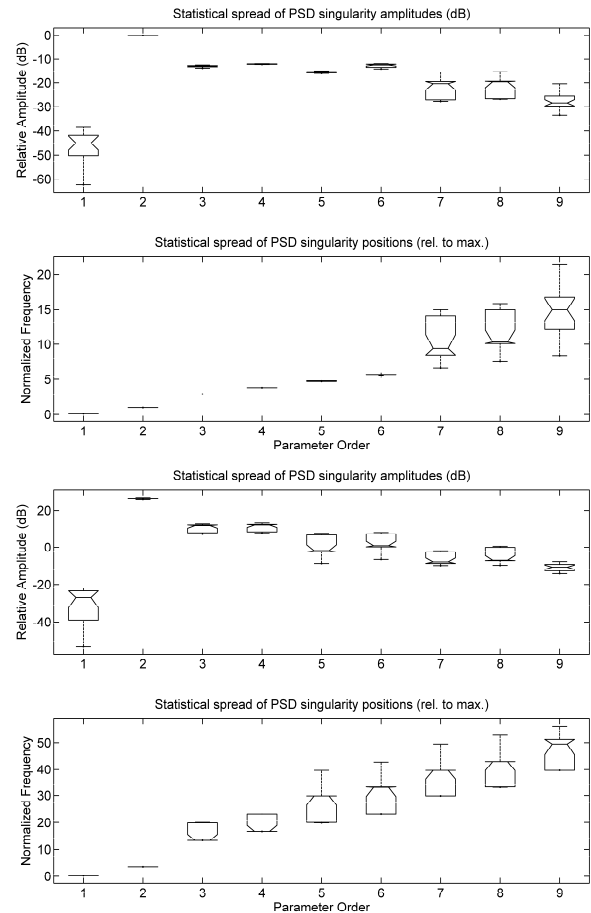 Statistical spread of PSD singularity amplitudes (dB)
Relative Amplitude (dB)
0
-10
-20
-30
-40
-50
-60
1 2 3 4 5 6 7 8 9
Statistical spread of PSD singularity positions (rel. to max.)
Normalized Frequency
20
15
10
5
0
1 2 3 4 5 6 7 8 9
Parameter Order
Statistical spread of PSD singularity amplitudes (dB)
Relative Amplitude (dB)
20
0
-20
-40
1 2 3 4 5 6 7 8 9
Statistical spread of PSD singularity positions (rel. to max.)
Normalized Frequency
50
40
30
20
10
0
1 2 3 4 5 6 7 8 9
Parameter Order